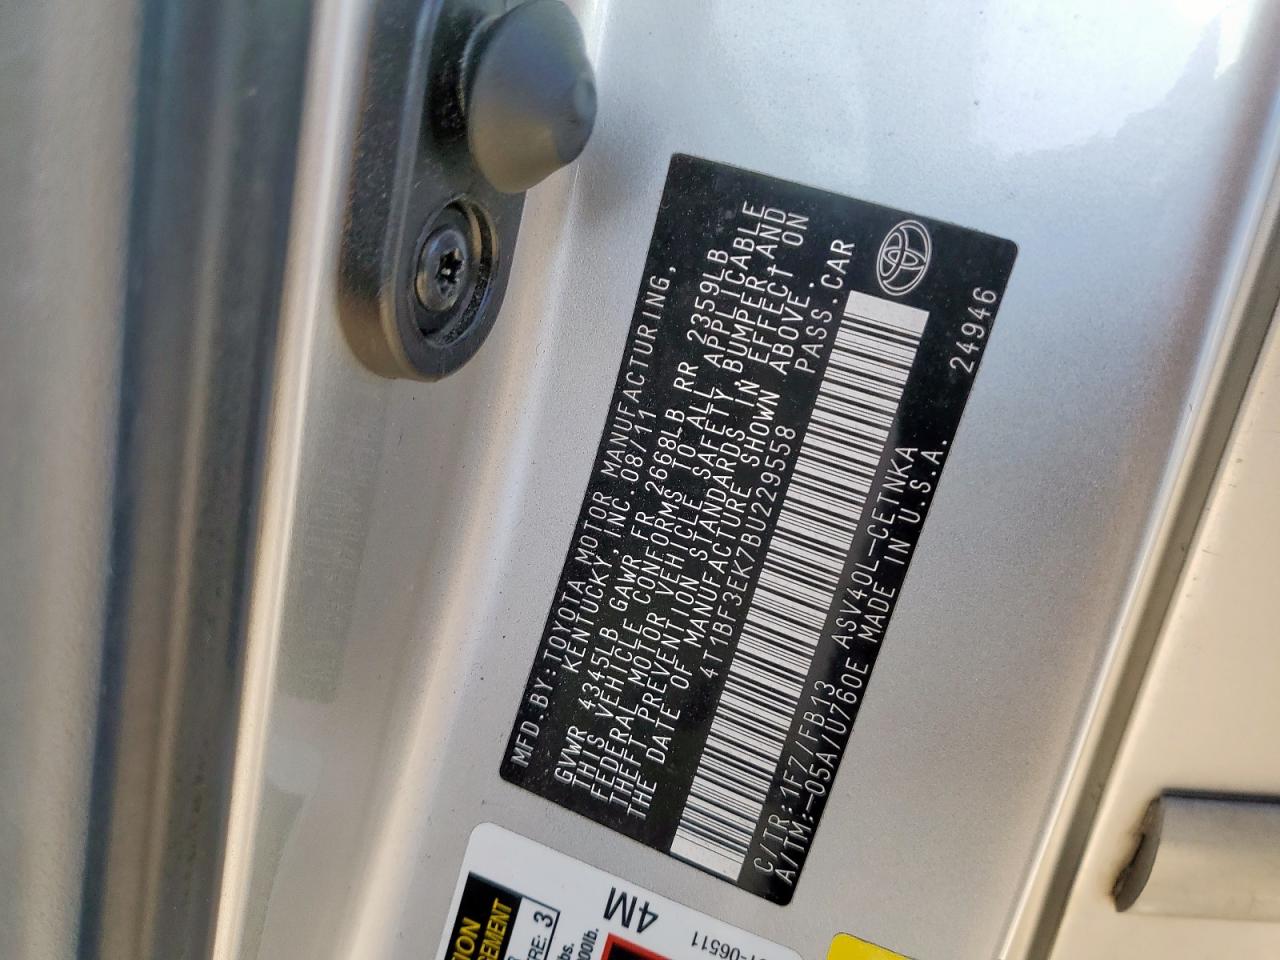 MFD.BY:TOYOTA MOTOR MANUFACTURING,
KENTUCKY,INC.08/11
GVWR 4345LB GAWR FR 2668LB RR 2359LB
THIS VEHICLE CONFORMS TO ALL APPLICABLE
FEDERAL MOTOR VEHICLE SAFETY,BUMPER,AND
THEFT PREVENTION STANDARDS IN EFFECT ON
THE DATE OF MANUFACTURE SHOWN ABOVE.
4T1BF3EK7BU229558 PASS.CAR
C/TR:1F7/FB13 ASV40L-CETNKA
A/TM:-05A/U760E MADE IN U.S.A.
24946
4M
-06511
3